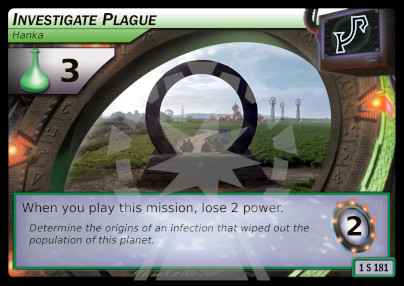 INVESTIGATE PLAGUE
Hanka
3
When you play this mission, lose 2 power.
Determine the origins of an infection that wiped out the
population of this planet.
2
1 S 181